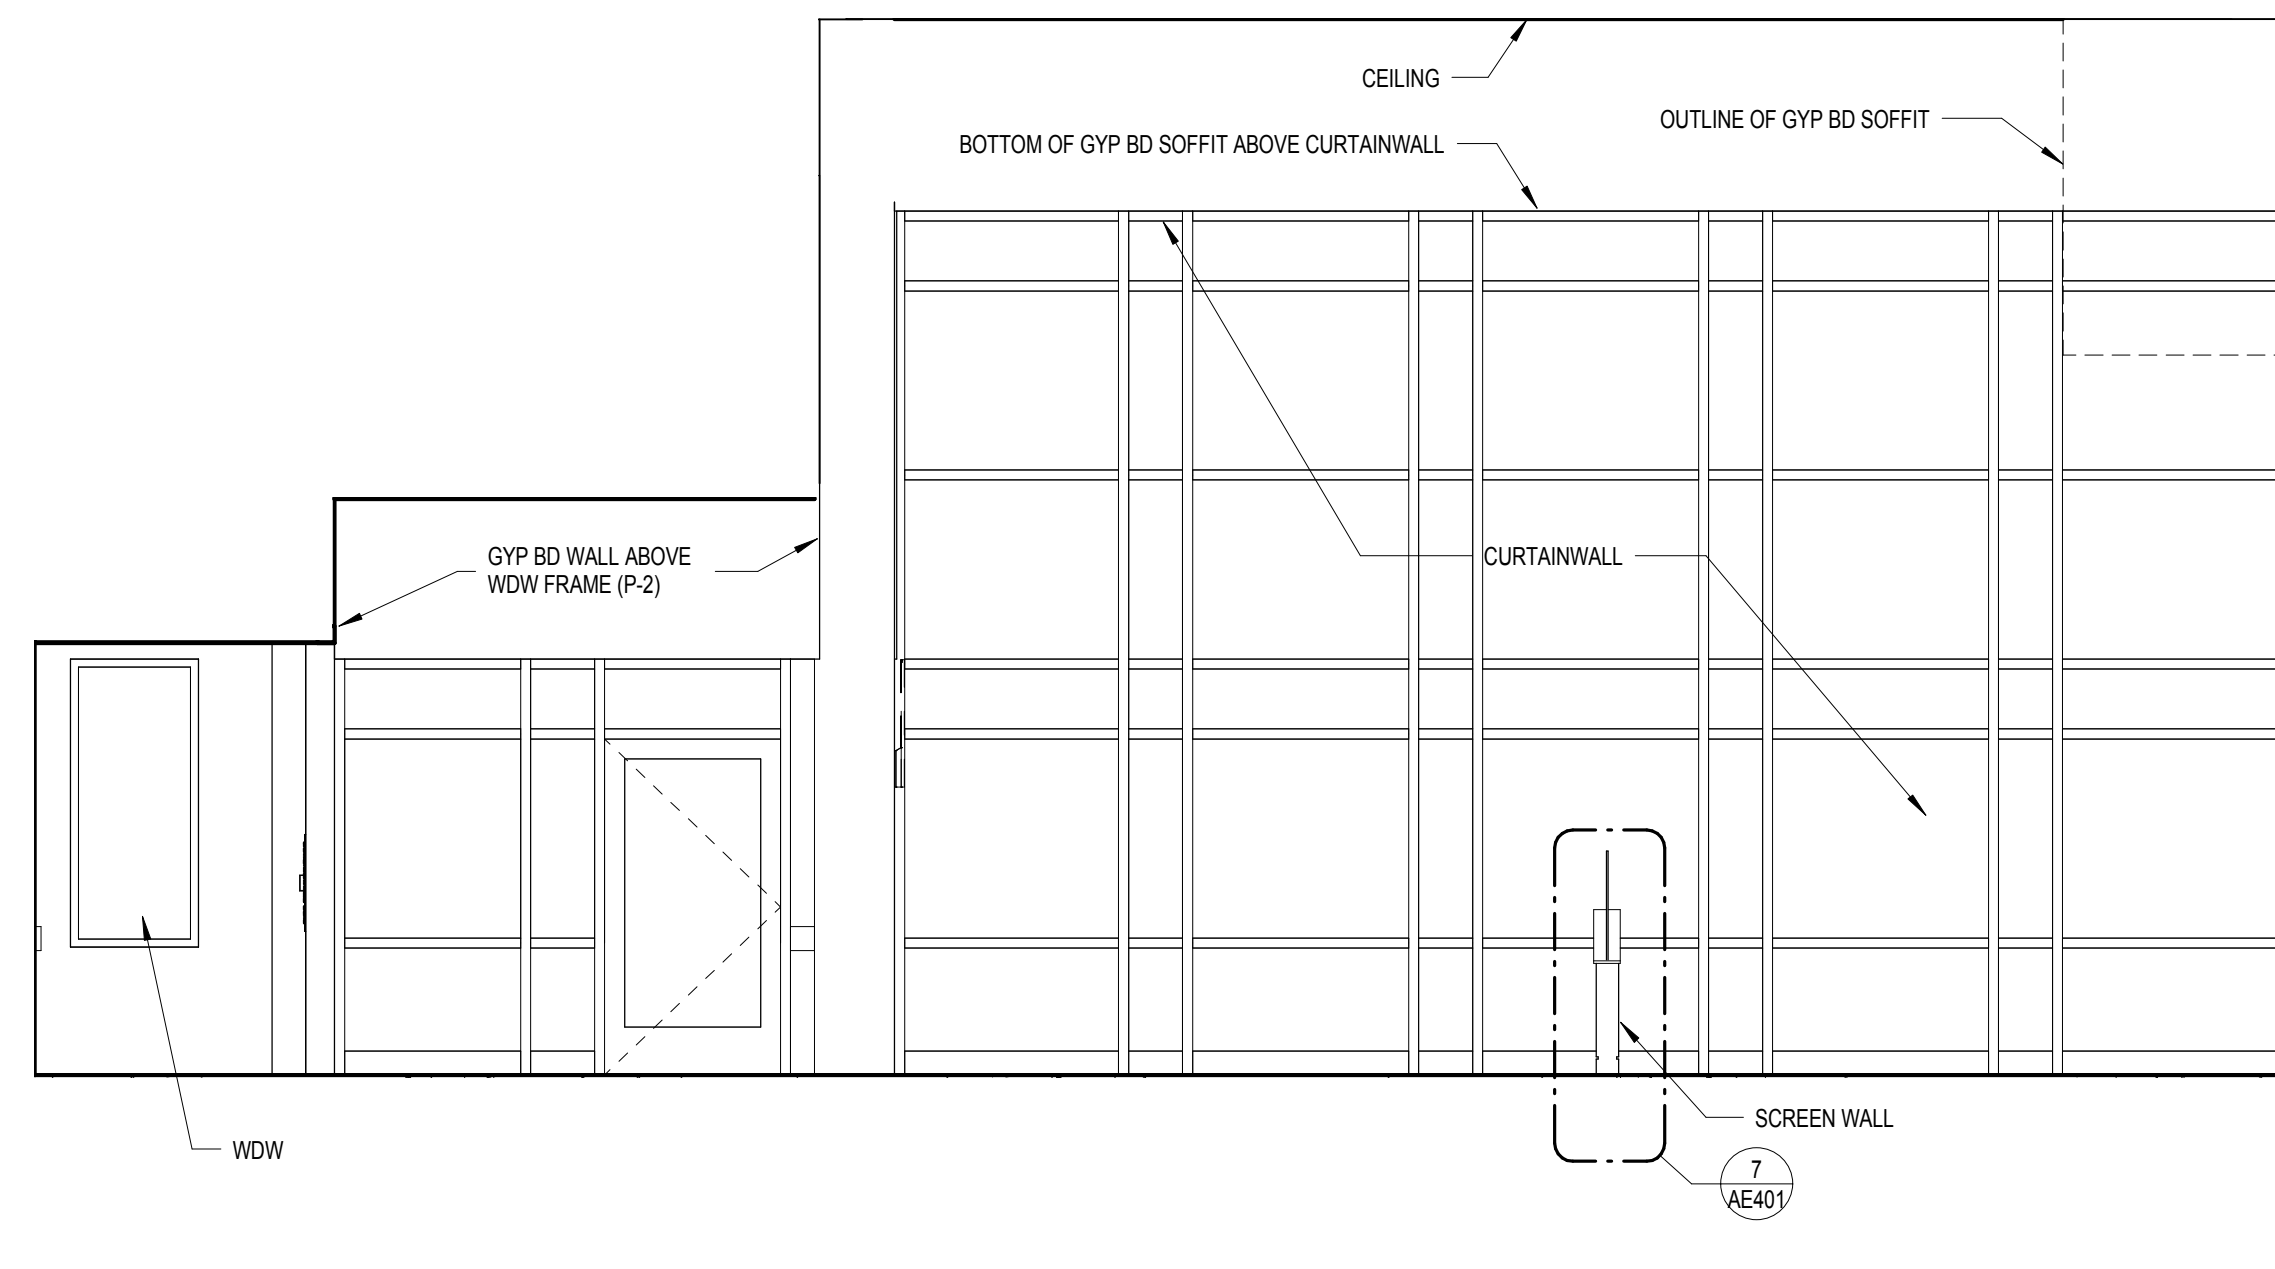 CEILING
OUTLINE OF GYP BD SOFFIT
BOTTOM OF GYP BD SOFFIT ABOVE CURTAINWALL
GYP BD WALL ABOVE
WDW FRAME (P-2)
CURTAINWALL
SCREEN WALL
WDW
7
AE401